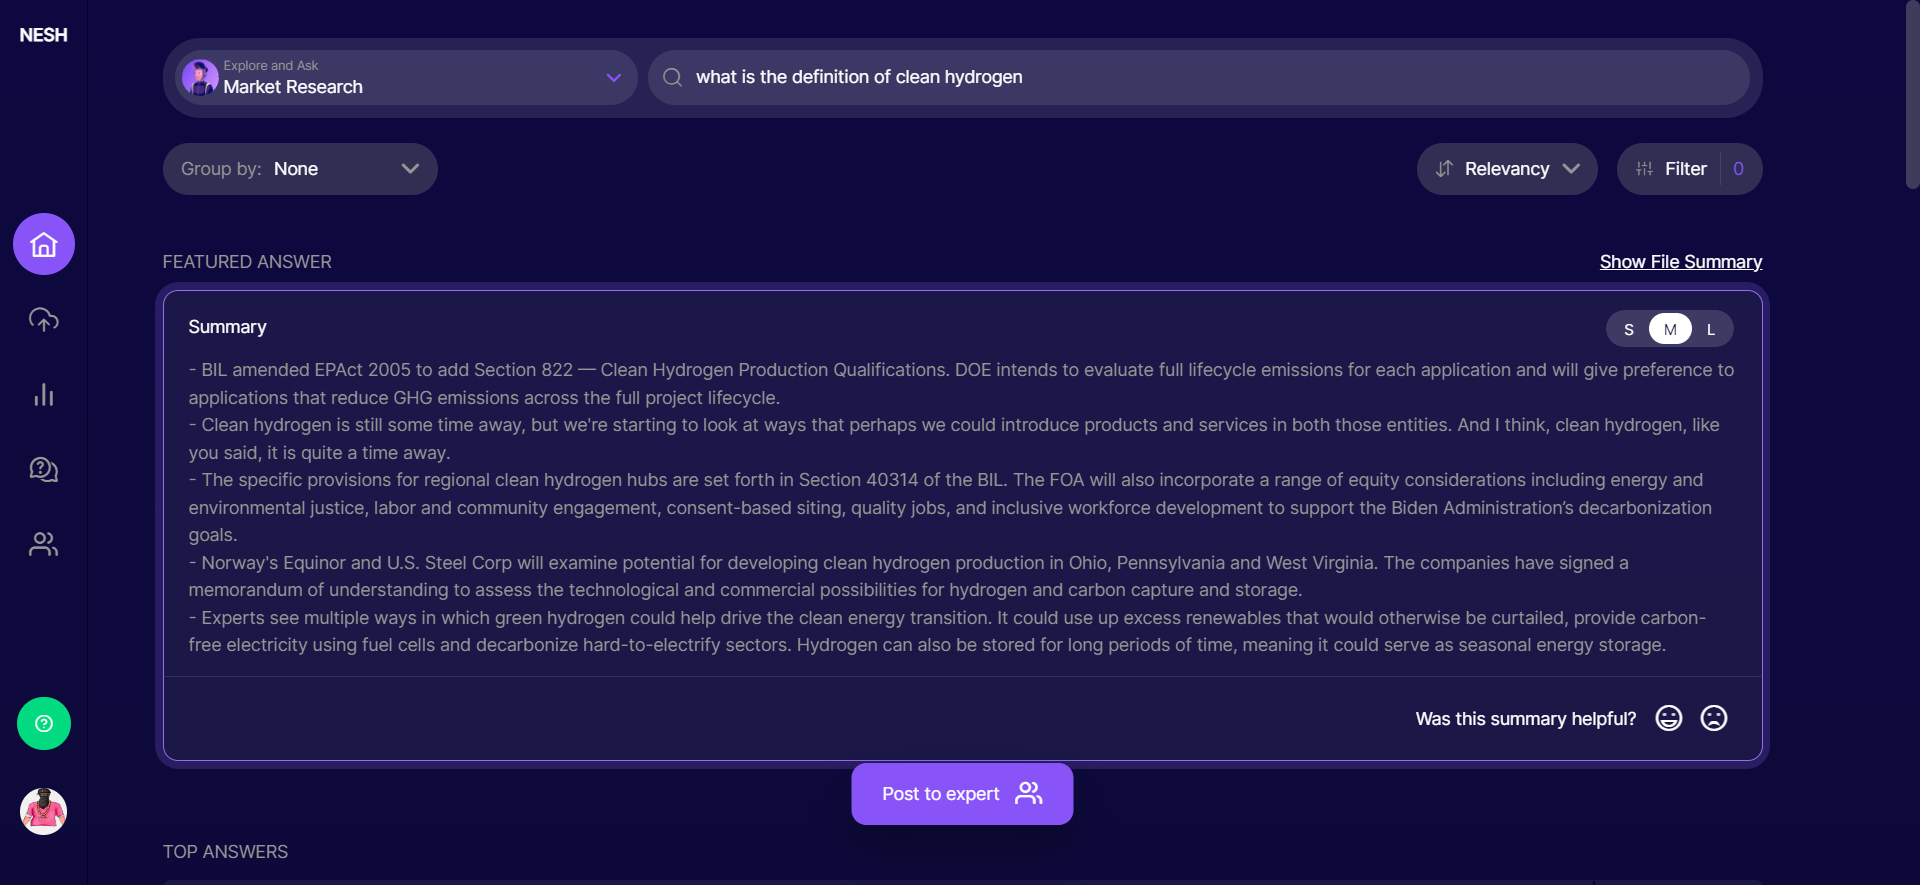 NESH
Explore and Ask
Market Research
what is the definition of clean hydrogen
Group by: None
Relevancy
Filter 0
FEATURED ANSWER
Show File Summary
Summary
S M L
- BIL amended EPAct 2005 to add Section 822 — Clean Hydrogen Production Qualifications. DOE intends to evaluate full lifecycle emissions for each application and will give preference to
applications that reduce GHG emissions across the full project lifecycle.
- Clean hydrogen is still some time away, but we're starting to look at ways that perhaps we could introduce products and services in both those entities. And I think, clean hydrogen, like
you said, it is quite a time away.
- The specific provisions for regional clean hydrogen hubs are set forth in Section 40314 of the BIL. The FOA will also incorporate a range of equity considerations including energy and
environmental justice, labor and community engagement, consent-based siting, quality jobs, and inclusive workforce development to support the Biden Administration’s decarbonization
goals.
- Norway's Equinor and U.S. Steel Corp will examine potential for developing clean hydrogen production in Ohio, Pennsylvania and West Virginia. The companies have signed a
memorandum of understanding to assess the technological and commercial possibilities for hydrogen and carbon capture and storage.
- Experts see multiple ways in which green hydrogen could help drive the clean energy transition. It could use up excess renewables that would otherwise be curtailed, provide carbon-
free electricity using fuel cells and decarbonize hard-to-electrify sectors. Hydrogen can also be stored for long periods of time, meaning it could serve as seasonal energy storage.
Was this summary helpful?
Post to expert
TOP ANSWERS